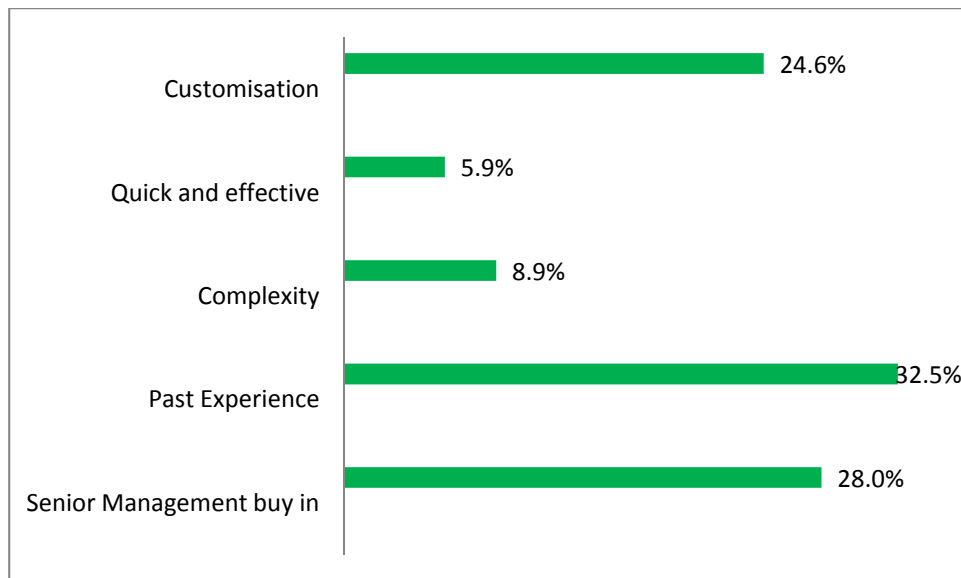 Customisation
24.6%
Quick and effective
5.9%
Complexity
8.9%
Past Experience
32.5%
Senior Management buy in
28.0%